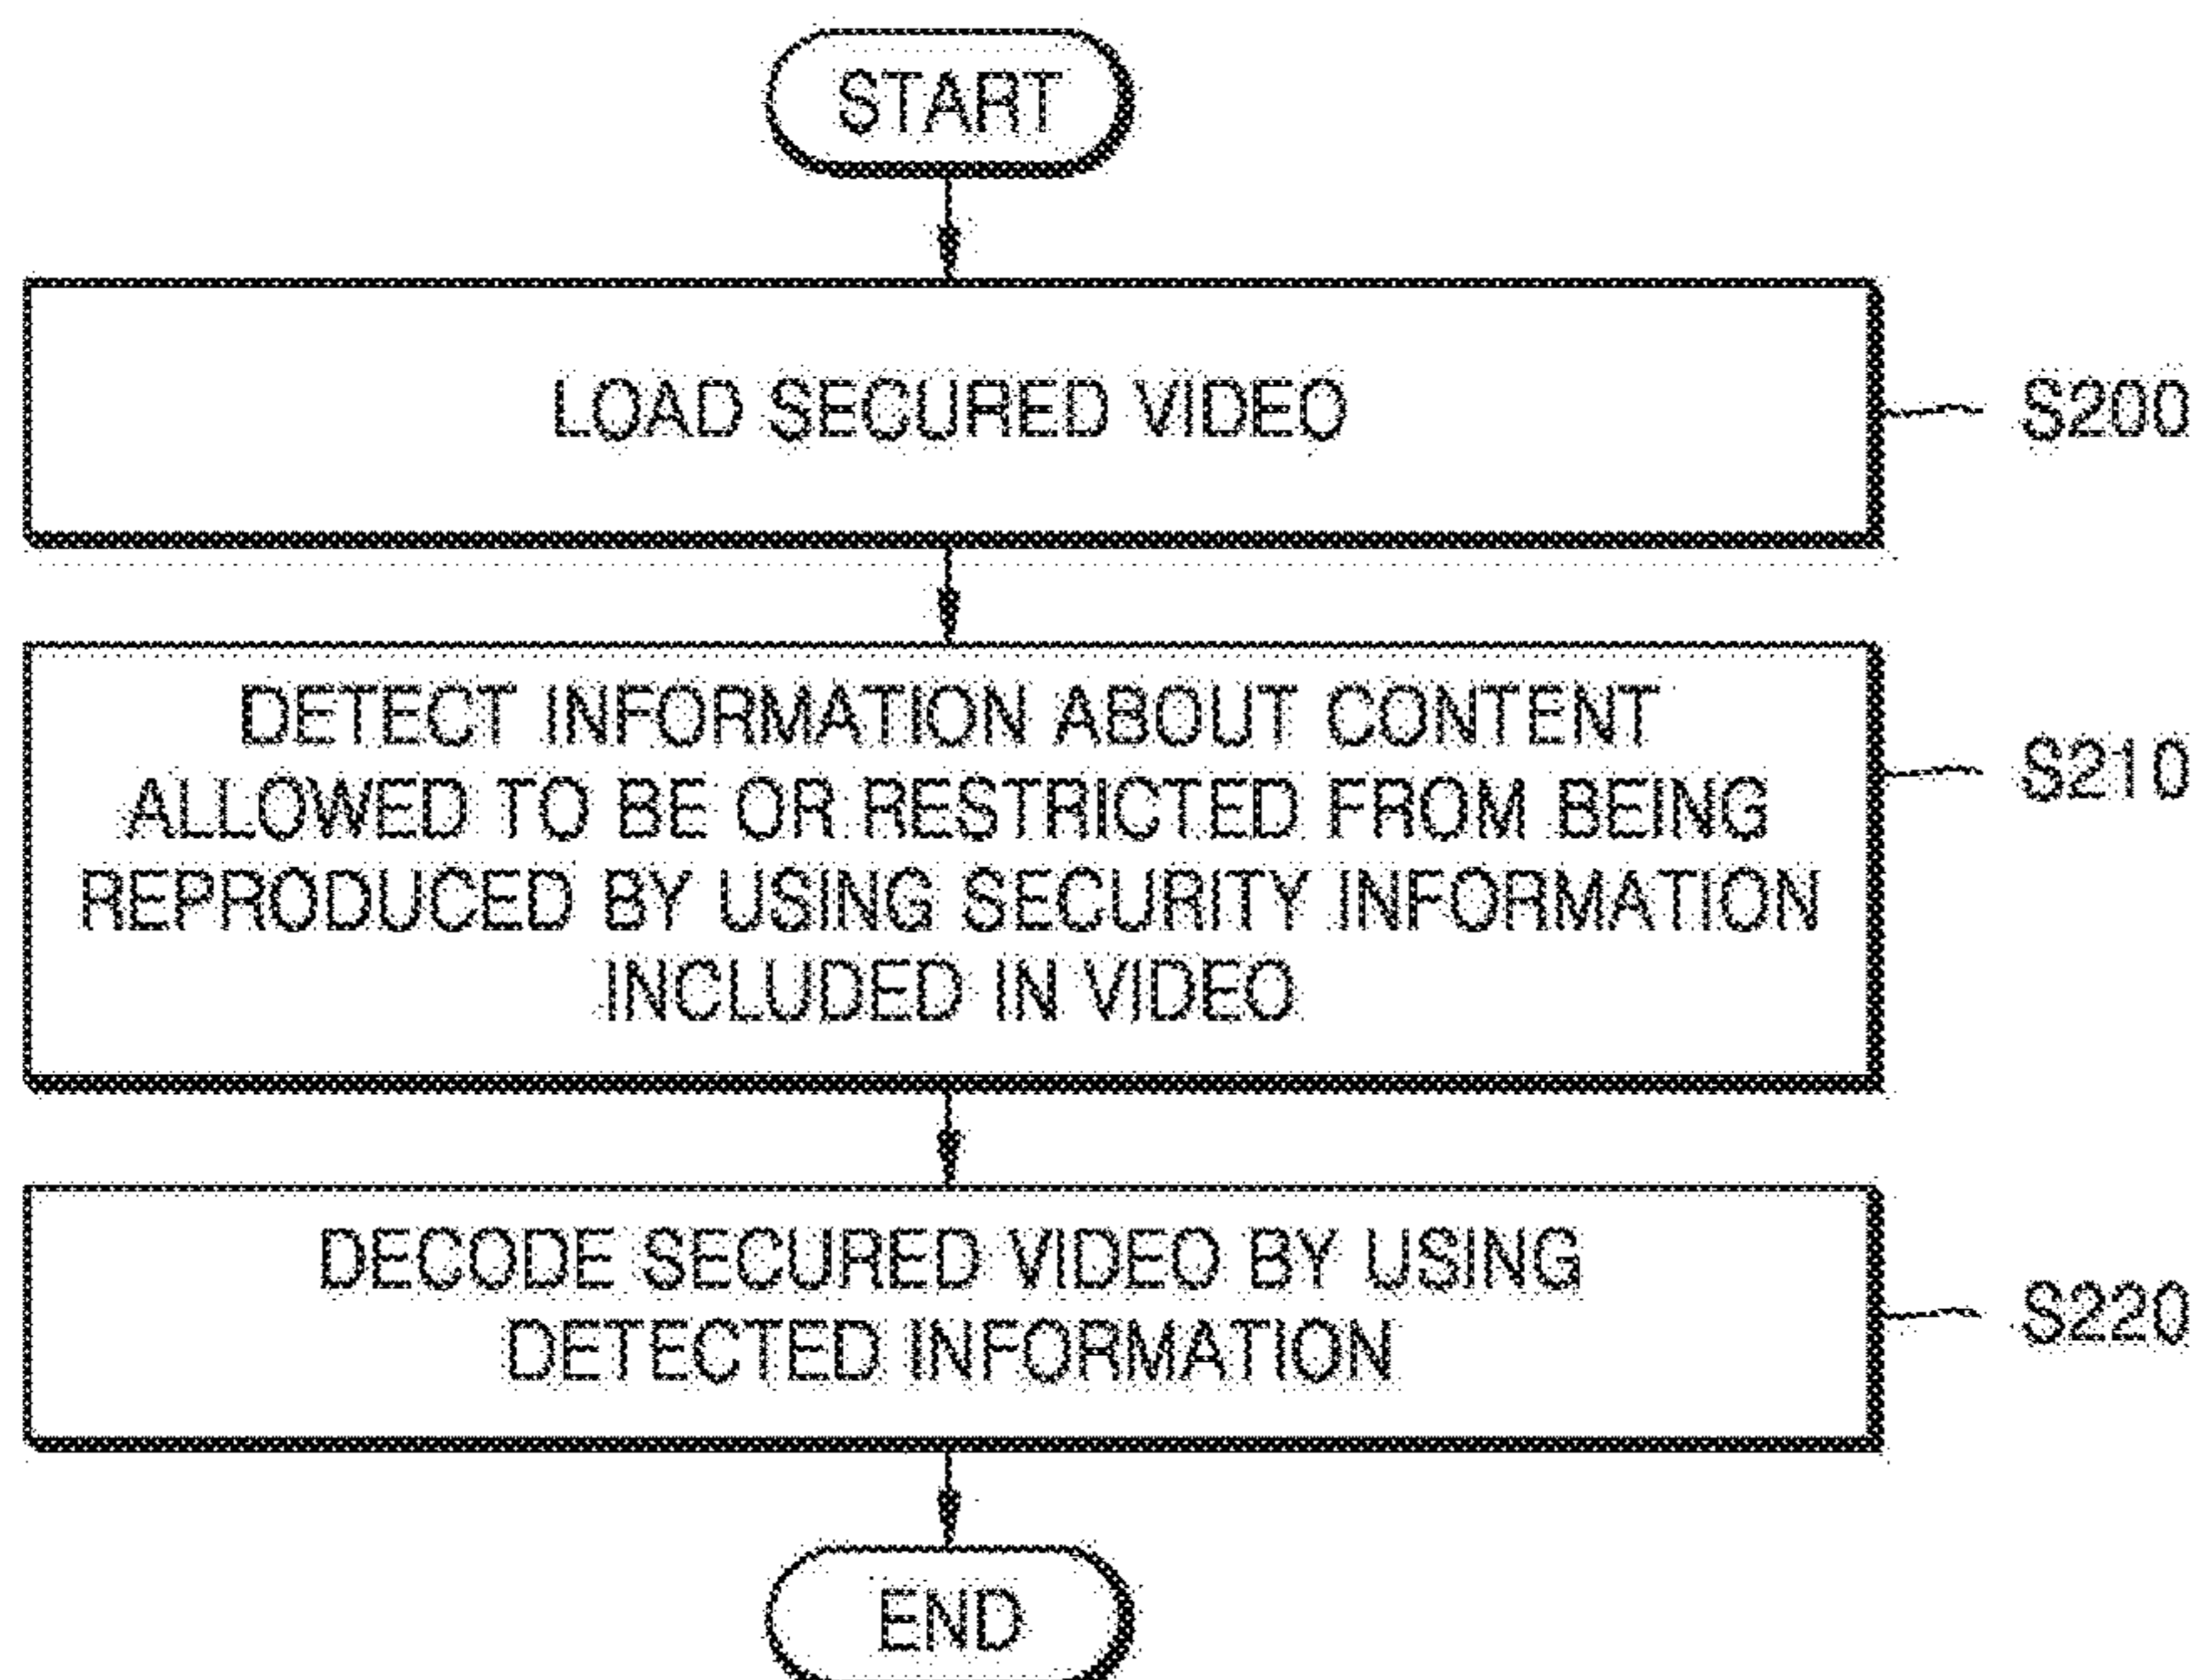 START
LOAD SECURED VIDEO
S200
DETECT INFORMATION ABOUT CONTENT
ALLOWED TO BE OR RESTRICTED FROM BEING
REPRODUCED BY USING SECURITY INFORMATION
INCLUDED IN VIDEO
S210
DECODE SECURED VIDEO BY USING
DETECTED INFORMATION
S220
END